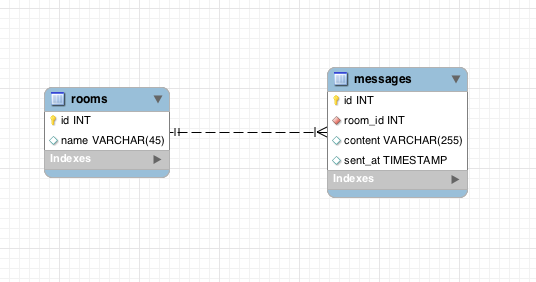 rooms
id INT
name VARCHAR(45)
Indexes
messages
id INT
room_id INT
content VARCHAR(255)
sent_at TIMESTAMP
Indexes